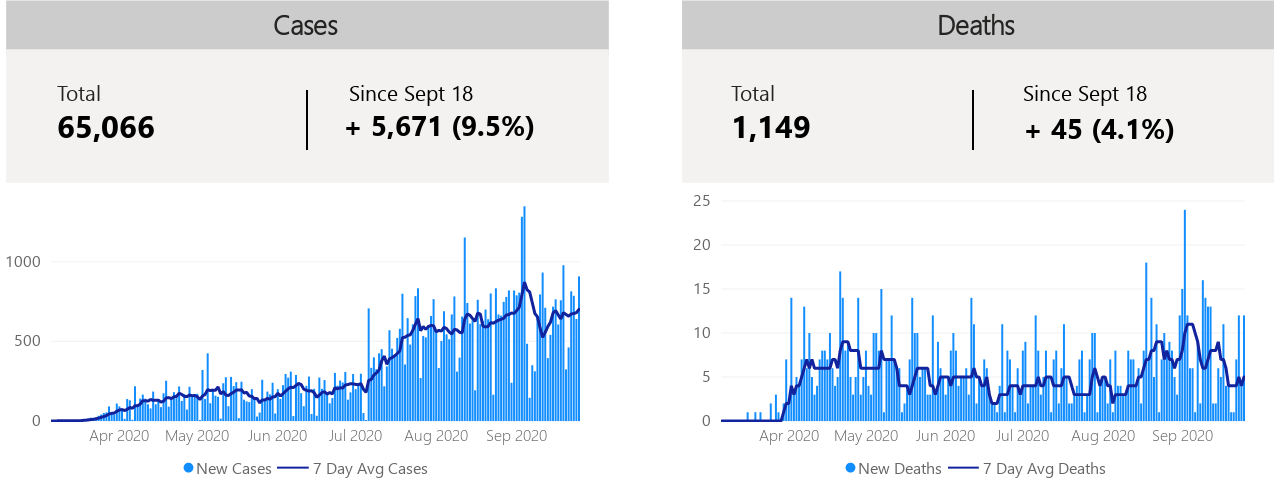 Cases
Total
65,066
Since Sept 18
+ 5,671 (9.5%)
1000
500
0
Apr 2020 May 2020 Jun 2020 Jul 2020 Aug 2020 Sep 2020
New Cases 7 Day Avg Cases
Deaths
Total
1,149
Since Sept 18
+ 45 (4.1%)
25
20
15
10
5
0
Apr 2020 May 2020 Jun 2020 Jul 2020 Aug 2020 Sep 2020
New Deaths 7 Day Avg Deaths